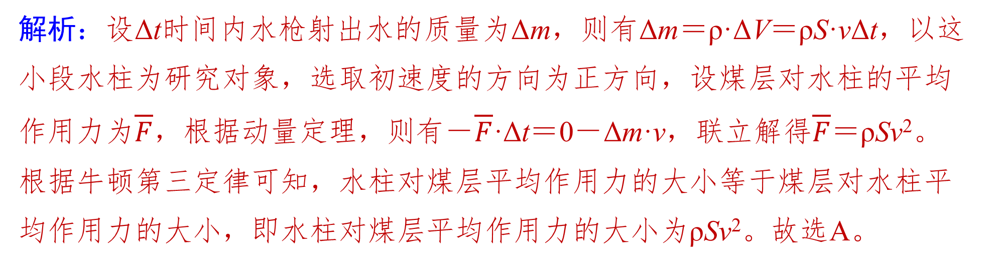 解析：设Δt时间内水枪射出水的质量为Δm，则有Δm＝ρ·ΔV＝ρS·vΔt，以这
小段水柱为研究对象，选取初速度的方向为正方向，设煤层对水柱的平均
作用力为F̅，根据动量定理，则有－F̅·Δt＝0－Δm·v，联立解得F̅＝ρSv²。
根据牛顿第三定律可知，水柱对煤层平均作用力的大小等于煤层对水柱平
均作用力的大小，即水柱对煤层平均作用力的大小为ρSv²。故选A。